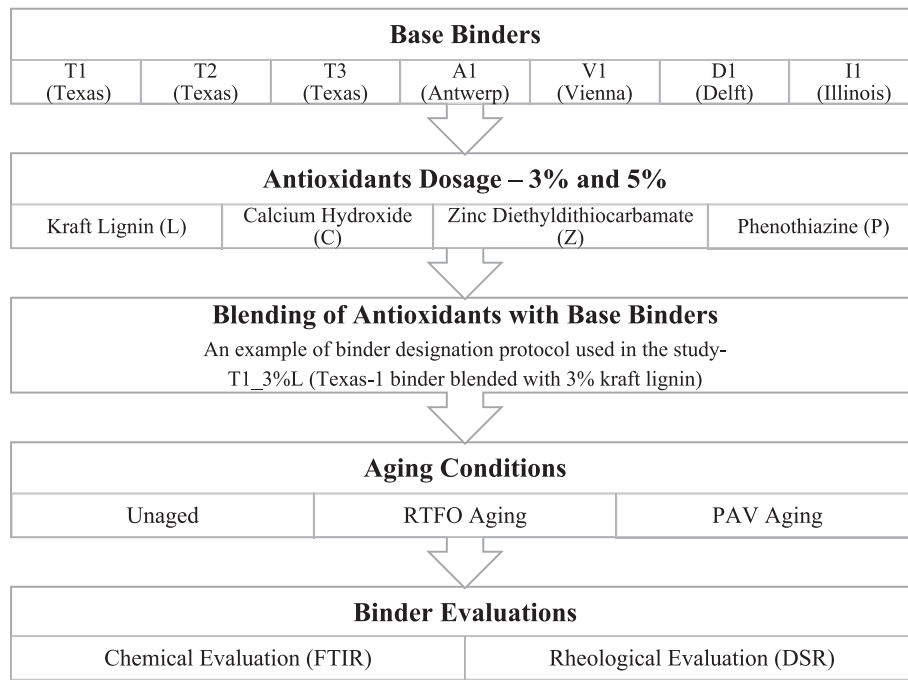 Base Binders
T1 (Texas)
T2 (Texas)
T3 (Texas)
A1 (Antwerp)
V1 (Vienna)
D1 (Delft)
I1 (Illinois)
Antioxidants Dosage – 3% and 5%
Kraft Lignin (L)
Calcium Hydroxide
(C)
Zinc Diethyldithiocarbamate
(Z)
Phenothiazine (P)
Blending of Antioxidants with Base Binders
An example of binder designation protocol used in the study-
T1_3%L (Texas-1 binder blended with 3% kraft lignin)
Aging Conditions
Unaged
RTFO Aging
PAV Aging
Binder Evaluations
Chemical Evaluation (FTIR)
Rheological Evaluation (DSR)